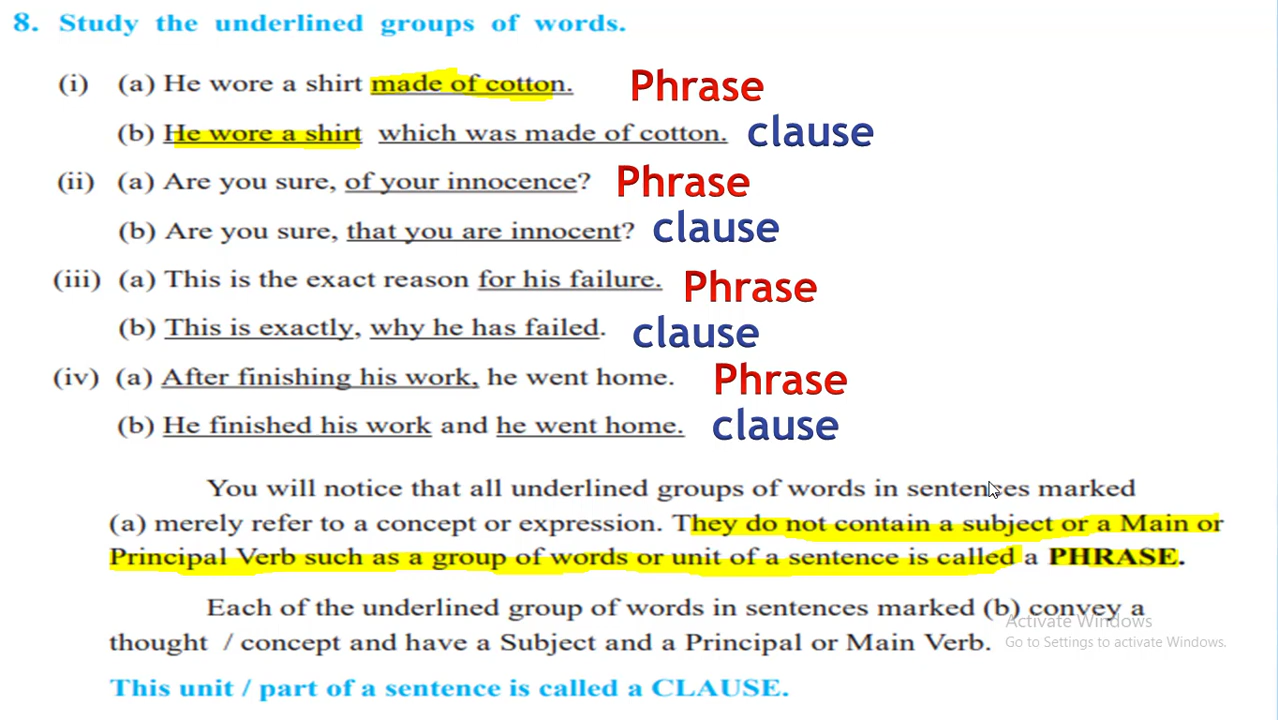 8. Study the underlined groups of words.
(i) (a) He wore a shirt made of cotton. Phrase
(b) He wore a shirt which was made of cotton. clause
(ii) (a) Are you sure, of your innocence? Phrase
(b) Are you sure, that you are innocent? clause
(iii) (a) This is the exact reason for his failure. Phrase
(b) This is exactly, why he has failed. clause
(iv) (a) After finishing his work, he went home. Phrase
(b) He finished his work and he went home. clause
You will notice that all underlined groups of words in sentences marked
(a) merely refer to a concept or expression. They do not contain a subject or a Main or
Principal Verb such as a group of words or unit of a sentence is called a PHRASE.
Each of the underlined group of words in sentences marked (b) convey a
thought / concept and have a Subject and a Principal or Main Verb.
This unit / part of a sentence is called a CLAUSE.
Activate Windows
Go to Settings to activate Windows.